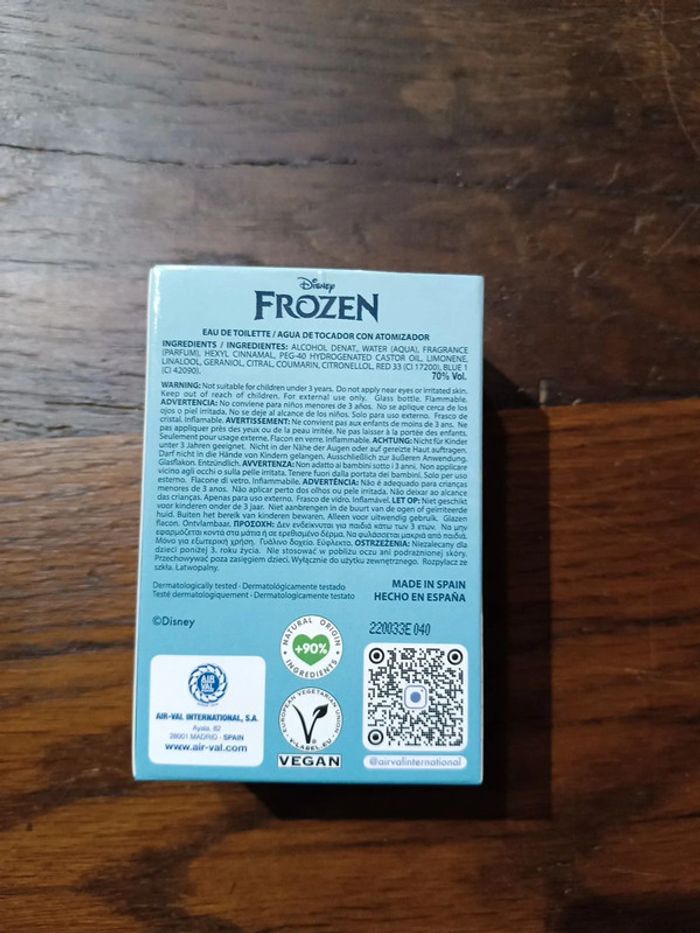 Disney
FROZEN
EAU DE TOILETTE / AGUA DE TOCADOR CON ATOMIZADOR
INGREDIENTS / INGREDIENTES: ALCOHOL DENAT., WATER (AQUA), FRAGRANCE
(PARFUM), HEXYL CINNAMAL, PEG-40 HYDROGENATED CASTOR OIL, LIMONENE,
LINALOOL, GERANIOL, CITRAL, COUMARIN, CITRONELLOL, RED 33 (CI 17200), BLUE 1
(CI 42090).
70% Vol.
WARNING: Not suitable for children under 3 years. Do not apply near eyes or irritated skin.
Keep out of reach of children. For external use only. Glass bottle. Flammable.
ADVERTENCIA: No conviene para niños menores de 3 años. No se aplique cerca de los
ojos o piel irritada. No se deje al alcance de los niños. Solo para uso externo. Frasco de
cristal. Inflamable. AVERTISSEMENT: Ne convient pas aux enfants de moins de 3 ans. Ne
pas appliquer près des yeux ou de la peau irritée. Ne pas laisser à la portée des enfants.
Seulement pour usage externe. Flacon en verre. Inflammable. ACHTUNG: Nicht für Kinder
unter 3 Jahren geeignet. Nicht in der Nähe der Augen oder auf gereizte Haut auftragen.
Darf nicht in die Hände von Kindern gelangen. Ausschließlich zur äußeren Anwendung.
Glasflakon. Entzündlich. AVVERTENZA: Non adatto ai bambini sotto i 3 anni. Non applicare
vicino agli occhi o sulla pelle irritata. Tenere fuori dalla portata dei bambini. Solo per uso
esterno. Flacone di vetro. Infiammabile. ADVERTÊNCIA: Não é adequado para crianças
menores de 3 anos. Não aplicar perto dos olhos ou pele irritada. Não deixar ao alcance
das crianças. Apenas para uso externo. Frasco de vidro. Inflamável. LET OP: Niet geschikt
voor kinderen onder de 3 jaar. Niet aanbrengen in de buurt van de ogen of geïrriteerde
huid. Buiten het bereik van kinderen bewaren. Alleen voor uitwendig gebruik. Glazen
flacon. Ontvlambaar. ΠΡΟΣΟΧΗ: Δεν ενδείκνυται για παιδιά κάτω των 3 ετών. Να μην
εφαρμόζεται κοντά στα μάτια ή σε ερεθισμένο δέρμα. Να φυλάσσεται μακριά από παιδιά.
Μόνο για εξωτερική χρήση. Γυάλινο δοχείο. Εύφλεκτο. OSTRZEŻENIA: Niezalecany dla
dzieci poniżej 3. roku życia. Nie stosować w pobliżu oczu ani podrażnionej skóry.
Przechowywać poza zasięgiem dzieci. Wyłącznie do użytku zewnętrznego. Rozpylacz ze
szkła. Łatwopalny.
Dermatologically tested · Dermatológicamente testado
Testé dermatologiquement · Dermatologicamente testato
MADE IN SPAIN
HECHO EN ESPAÑA
©Disney
NATURAL ORIGIN
+90%
INGREDIENTS
220033E 040
AIR
VAL
AIR-VAL INTERNATIONAL, S.A.
Ayala, 82
28001 MADRID - SPAIN
www.air-val.com
EUROPEAN VEGETARIAN UNION
V-LABEL.EU
VEGAN
@airvalinternational